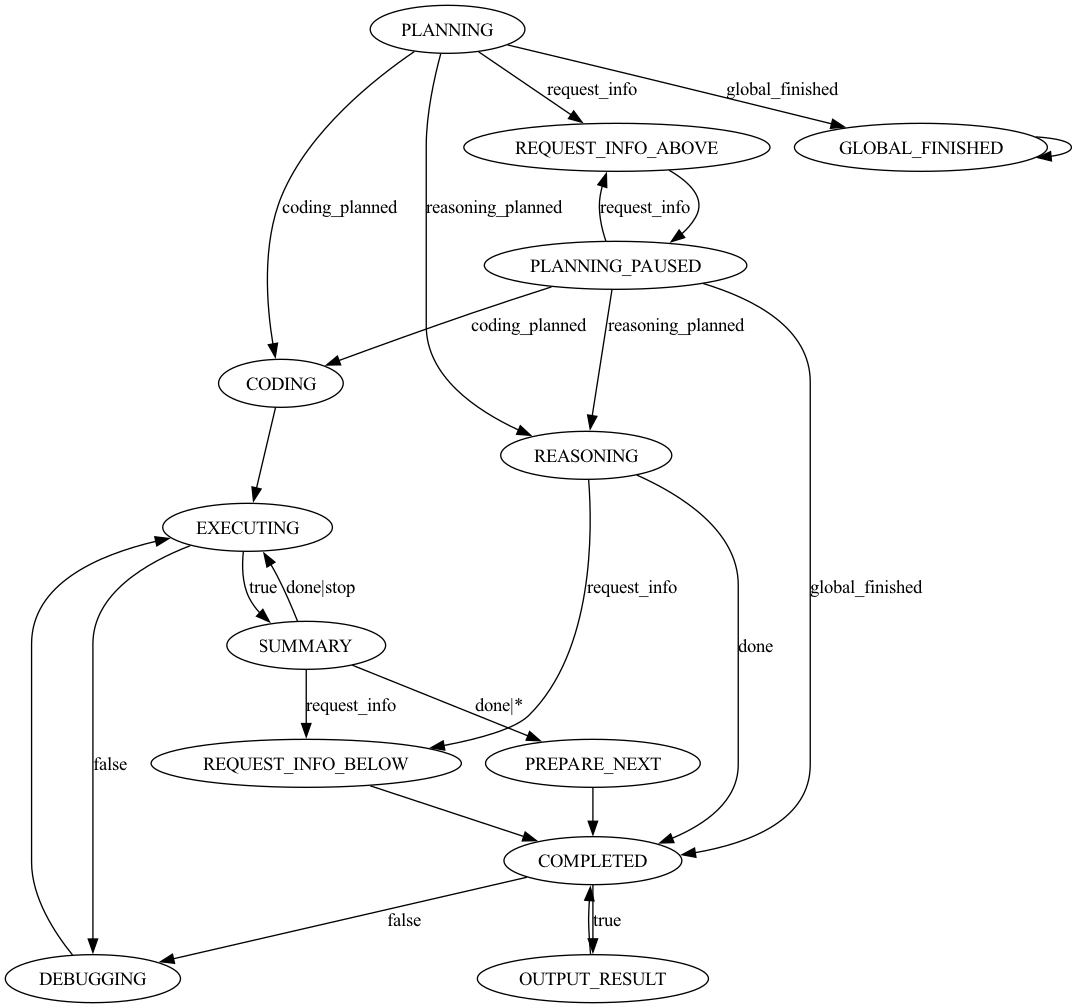 PLANNING
request_info
global_finished
REQUEST_INFO_ABOVE
GLOBAL_FINISHED
coding_planned
reasoning_planned
request_info
PLANNING_PAUSED
coding_planned
reasoning_planned
CODING
REASONING
EXECUTING
true
done|stop
request_info
done
global_finished
SUMMARY
request_info
done|*
false
REQUEST_INFO_BELOW
PREPARE_NEXT
COMPLETED
false
true
DEBUGGING
OUTPUT_RESULT